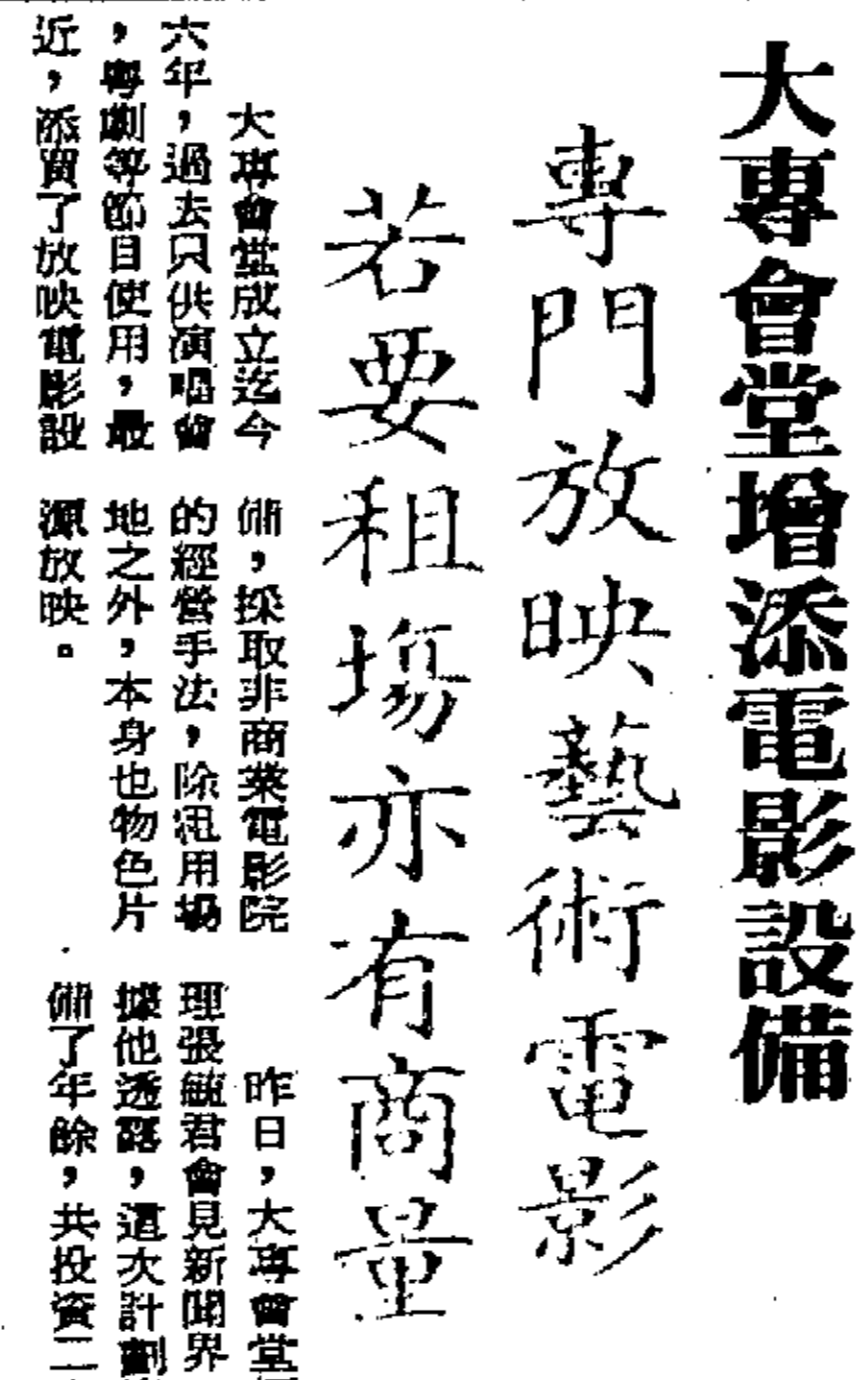 大專會堂增添電影設備
專門放映藝術電影
若要租場亦有商量
大專會堂成立迄今
六年，過去只供演唱會
，粵劇等節目使用，最
近，添買了放映電影設
備，採取非商業電影院
的經營手法，除租用場
地之外，本身也物色片
源放映。
昨日，大專會堂
理張 君會見新聞界
據他透露，這次計劃
備了年餘，共投資二